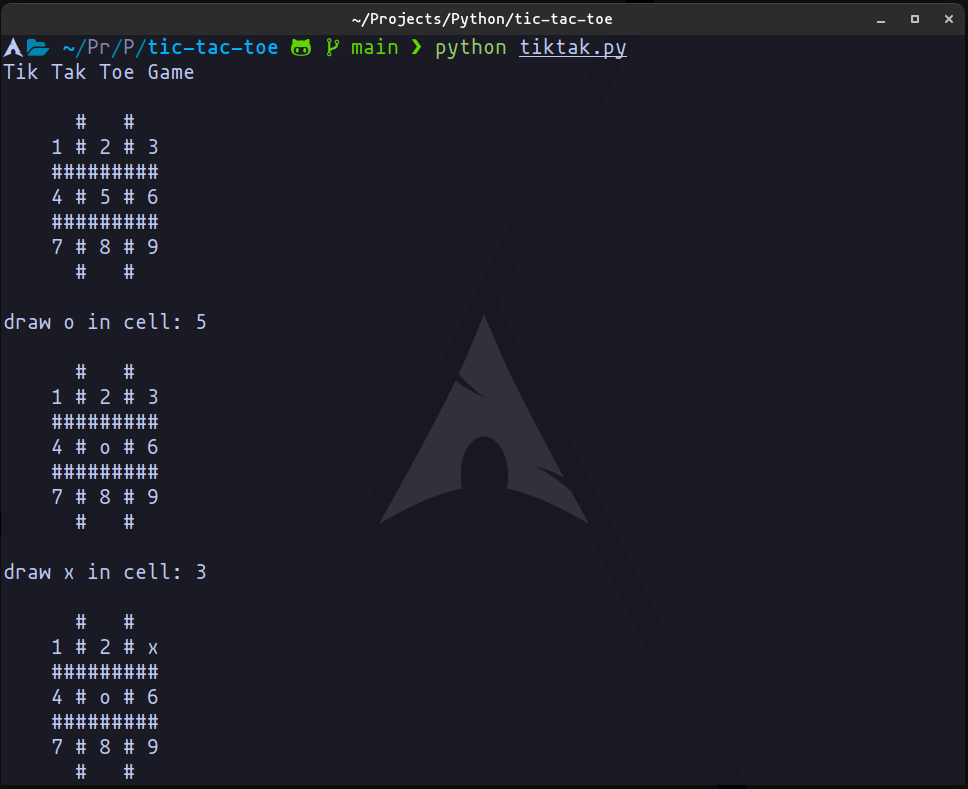 ~/Projects/Python/tic-tac-toe
~/Pr/P/tic-tac-toe main ❯ python tiktak.py
Tik Tak Toe Game
      #   #
    1 # 2 # 3
    #########
    4 # 5 # 6
    #########
    7 # 8 # 9
      #   #
draw o in cell: 5
      #   #
    1 # 2 # 3
    #########
    4 # o # 6
    #########
    7 # 8 # 9
      #   #
draw x in cell: 3
      #   #
    1 # 2 # x
    #########
    4 # o # 6
    #########
    7 # 8 # 9
      #   #